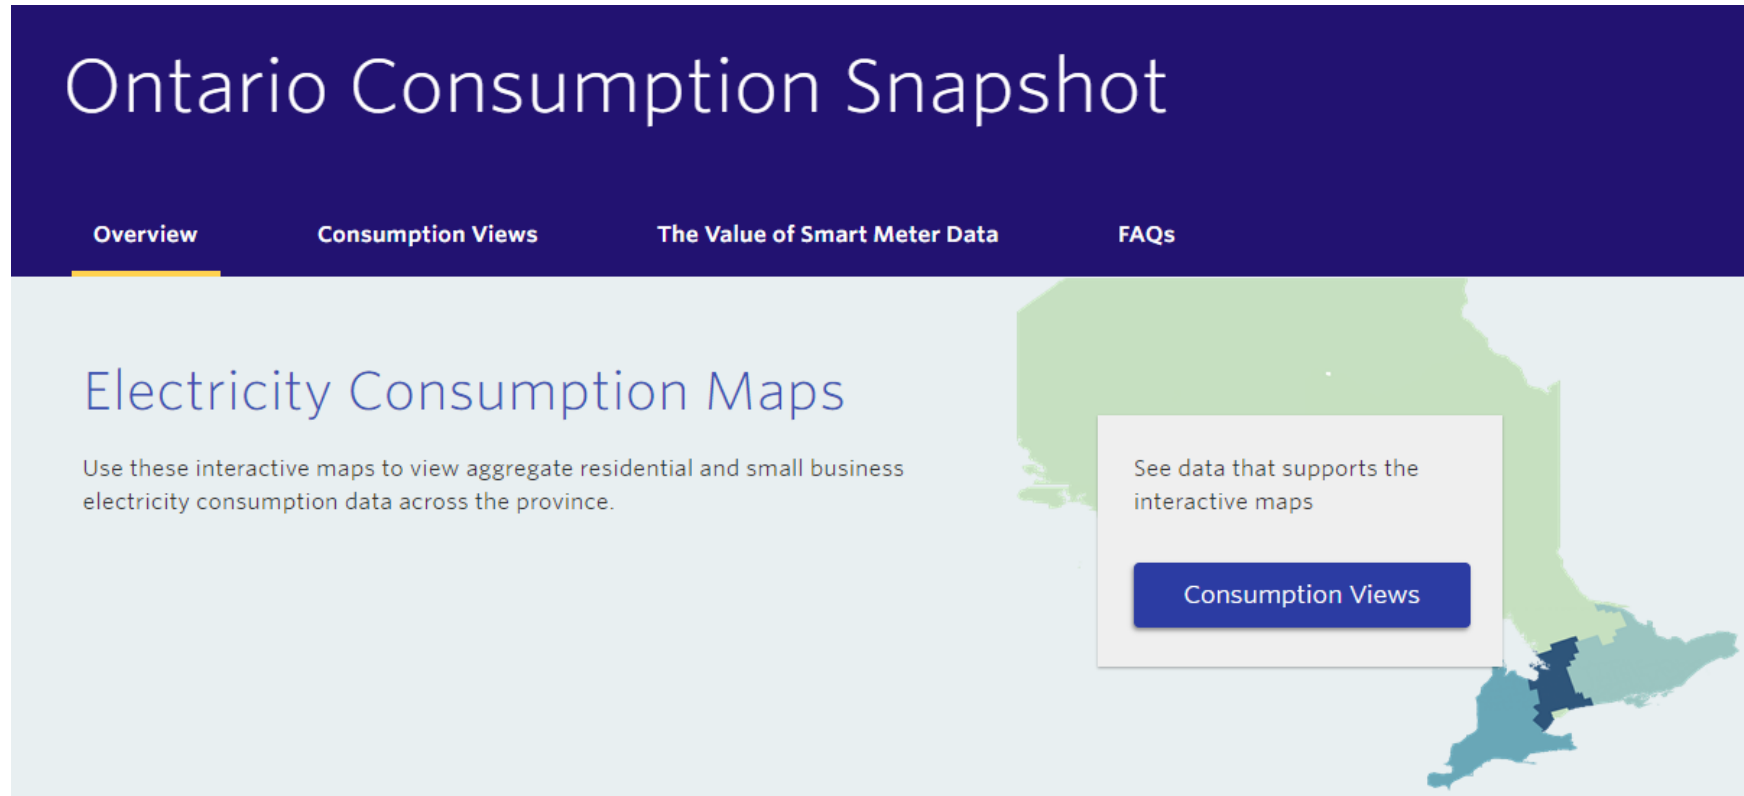 Ontario Consumption Snapshot
Overview Consumption Views The Value of Smart Meter Data FAQs
Electricity Consumption Maps
Use these interactive maps to view aggregate residential and small business
electricity consumption data across the province.
See data that supports the
interactive maps
Consumption Views